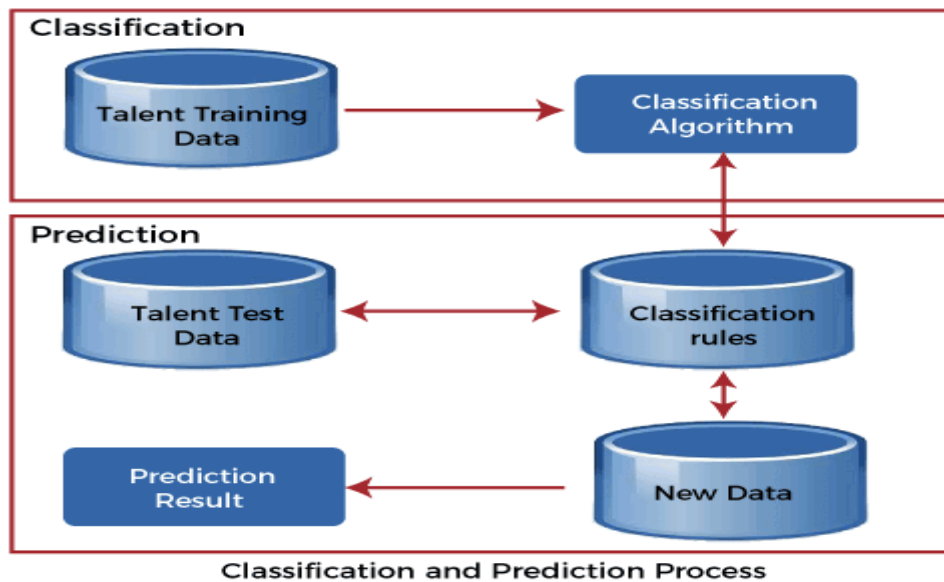 Classification
Talent Training
Data
Classification
Algorithm
Prediction
Talent Test
Data
Classification
rules
Prediction
Result
New Data
Classification and Prediction Process